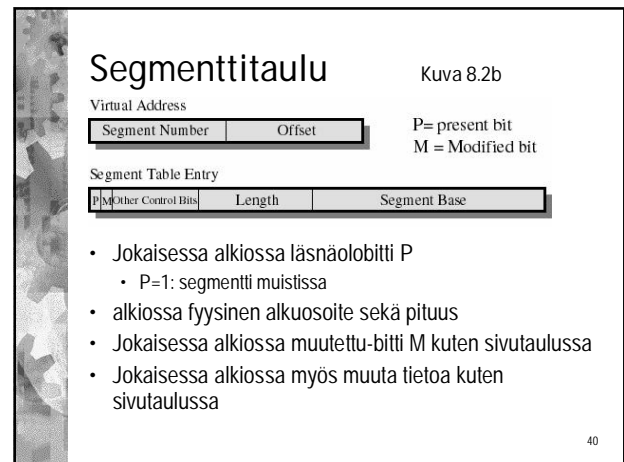 Segmenttitaulu Kuva 8.2b
Virtual Address
Segment Number Offset
P= present bit
M = Modified bit
Segment Table Entry
P M Other Control Bits Length Segment Base
• Jokaisessa alkiossa läsnäolobitti P
• P=1: segmentti muistissa
• alkiossa fyysinen alkuosoite sekä pituus
• Jokaisessa alkiossa muutettu-bitti M kuten sivutaulussa
• Jokaisessa alkiossa myös muuta tietoa kuten
sivutaulussa
40